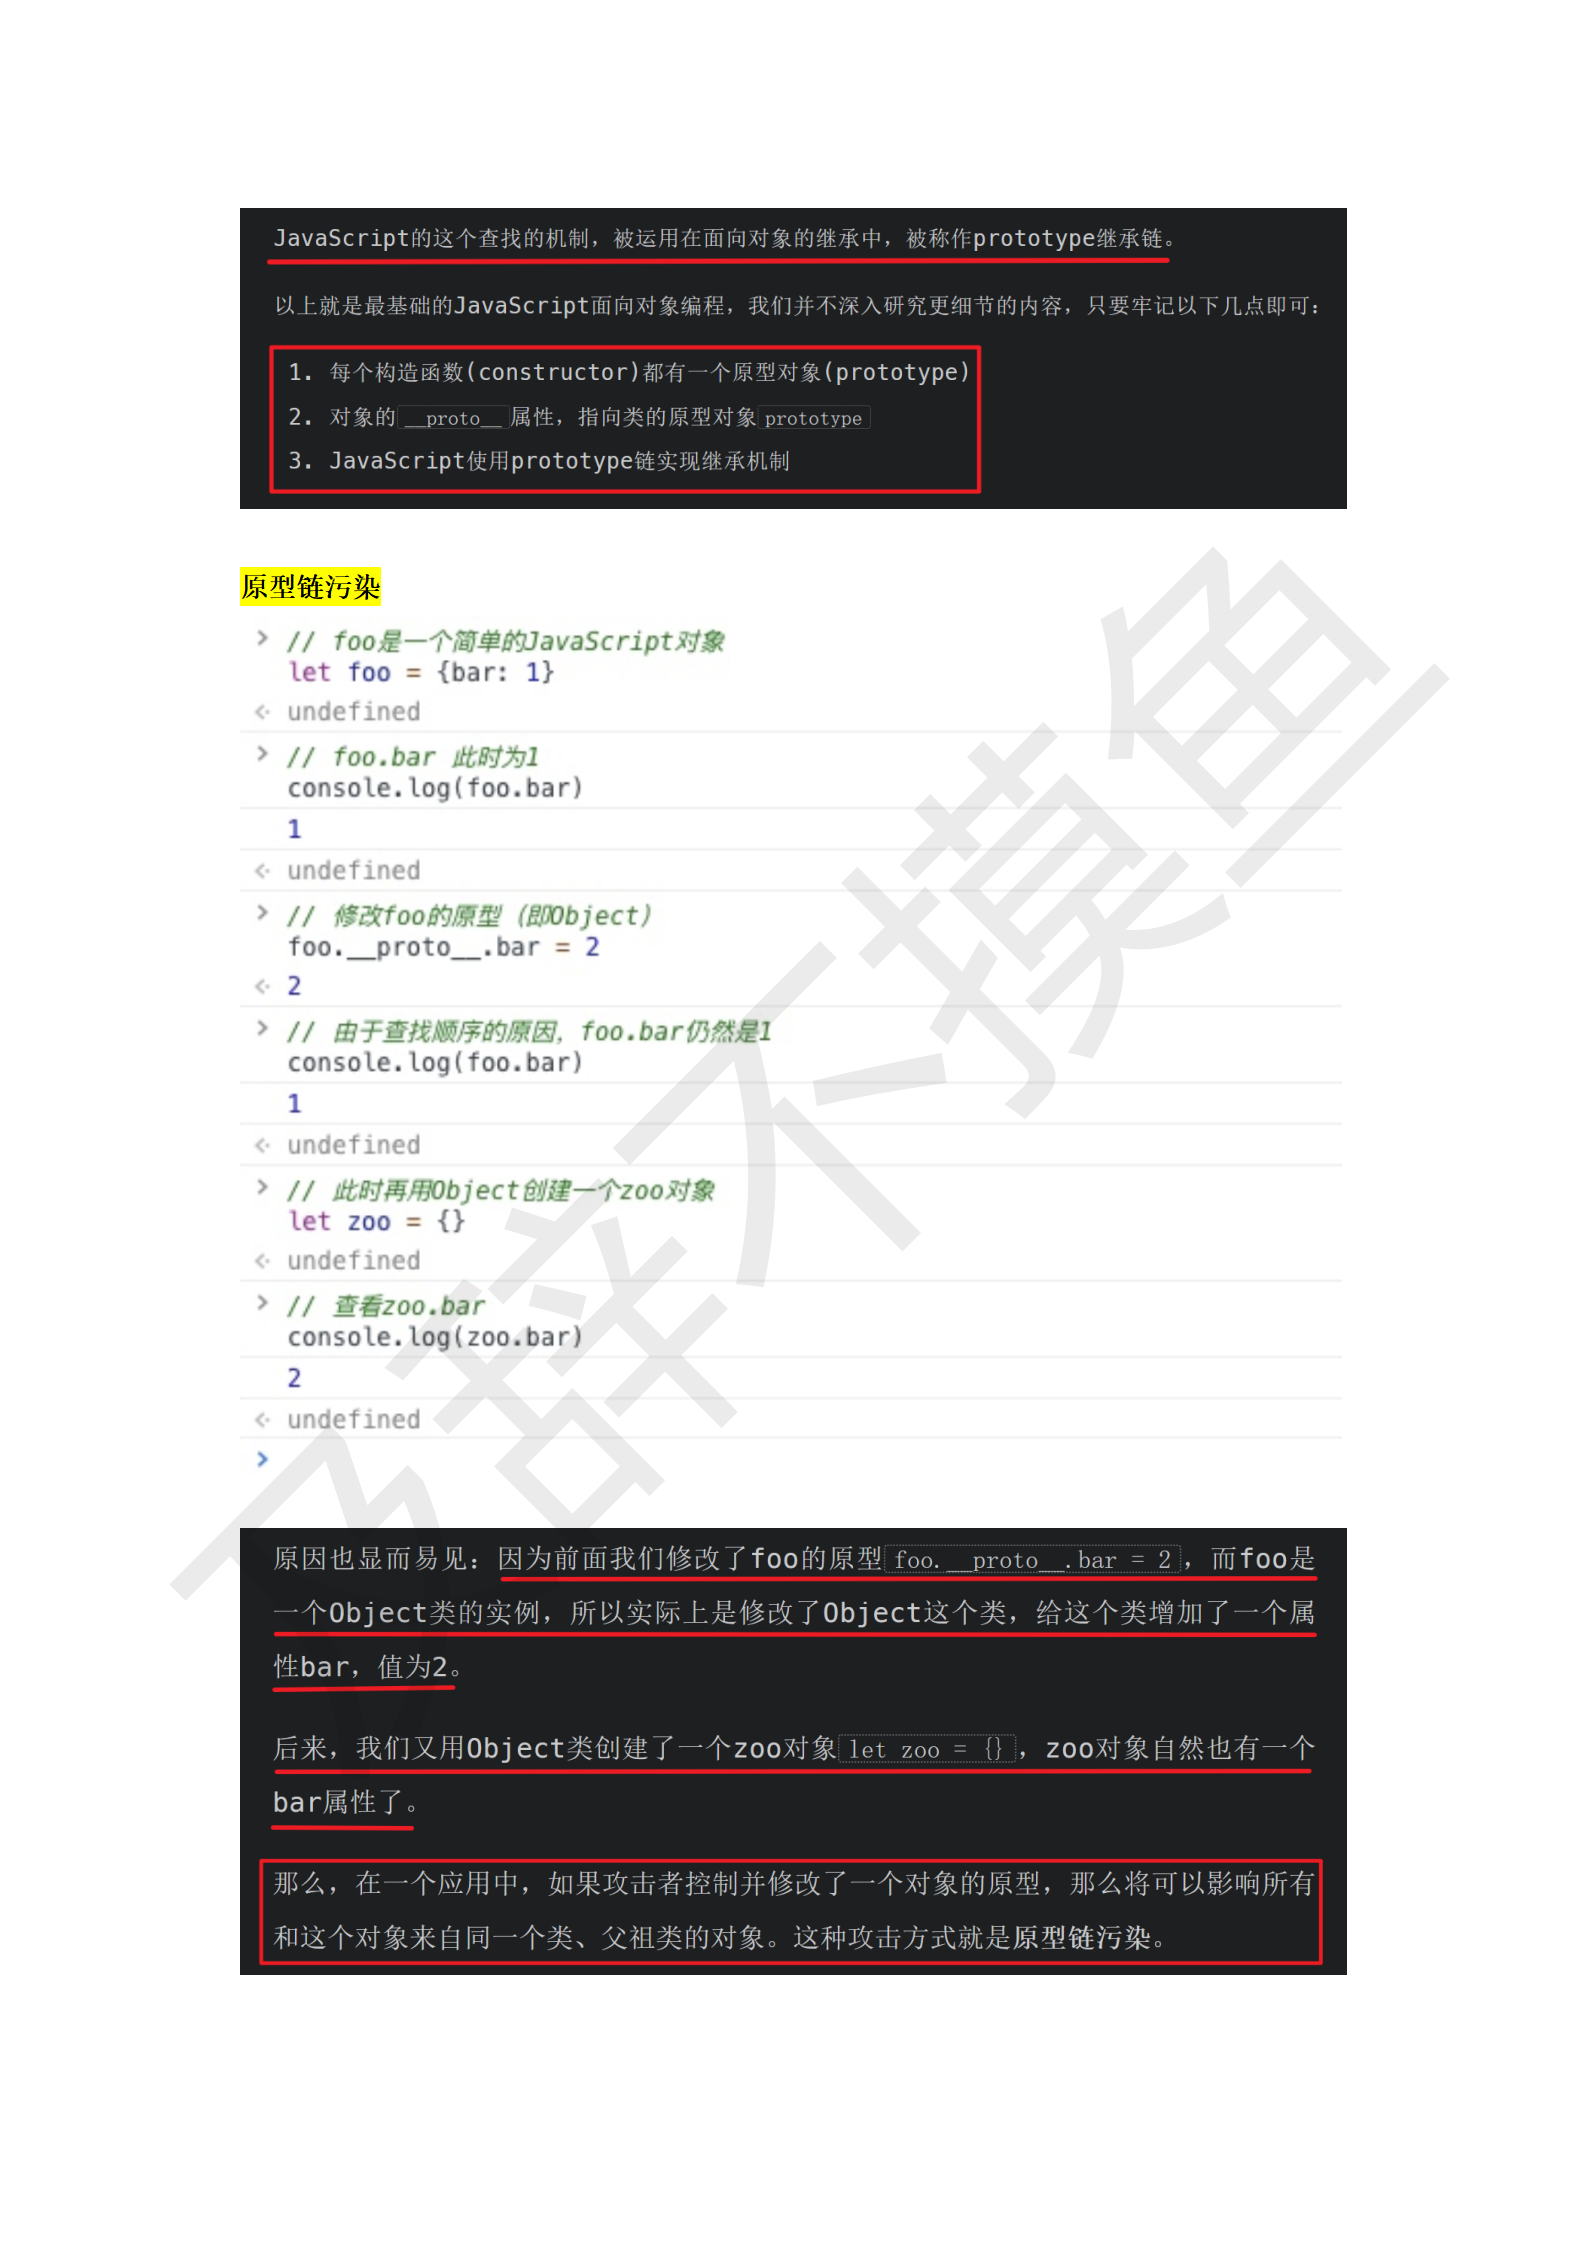 JavaScript的这个查找的机制，被运用在面向对象的继承中，被称作prototype继承链。
以上就是最基础的JavaScript面向对象编程，我们并不深入研究更细节的内容，只要牢记以下几点即可：
1. 每个构造函数(constructor)都有一个原型对象(prototype)
2. 对象的__proto__属性，指向类的原型对象prototype
3. JavaScript使用prototype链实现继承机制
原型链污染
> // foo是一个简单的JavaScript对象
let foo = {bar: 1}
<· undefined
> // foo.bar 此时为1
console.log(foo.bar)
1
<· undefined
> // 修改foo的原型（即Object）
foo.__proto__.bar = 2
<· 2
> // 由于查找顺序的原因，foo.bar仍然是1
console.log(foo.bar)
1
<· undefined
> // 此时再用Object创建一个zoo对象
let zoo = {}
<· undefined
> // 查看zoo.bar
console.log(zoo.bar)
2
<· undefined
>
原因也显而易见：因为前面我们修改了foo的原型foo.__proto__.bar = 2，而foo是
一个Object类的实例，所以实际上是修改了Object这个类，给这个类增加了一个属
性bar，值为2。
后来，我们又用Object类创建了一个zoo对象let zoo = {}，zoo对象自然也有一个
bar属性了。
那么，在一个应用中，如果攻击者控制并修改了一个对象的原型，那么将可以影响所有
和这个对象来自同一个类、父祖类的对象。这种攻击方式就是原型链污染。
乃辞不摸鱼